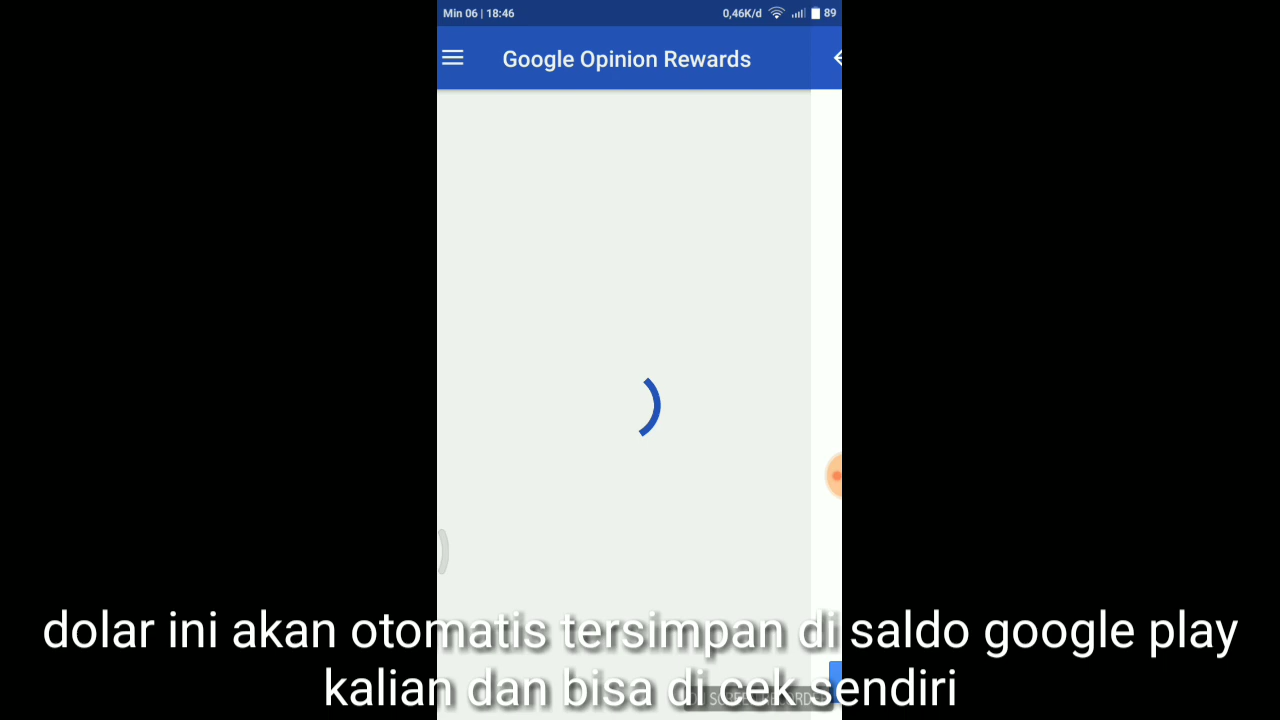 Min 06 | 18:46 0,46K/d 89
Google Opinion Rewards
dolar ini akan otomatis tersimpan di saldo google play
kalian dan bisa di cek sendiri